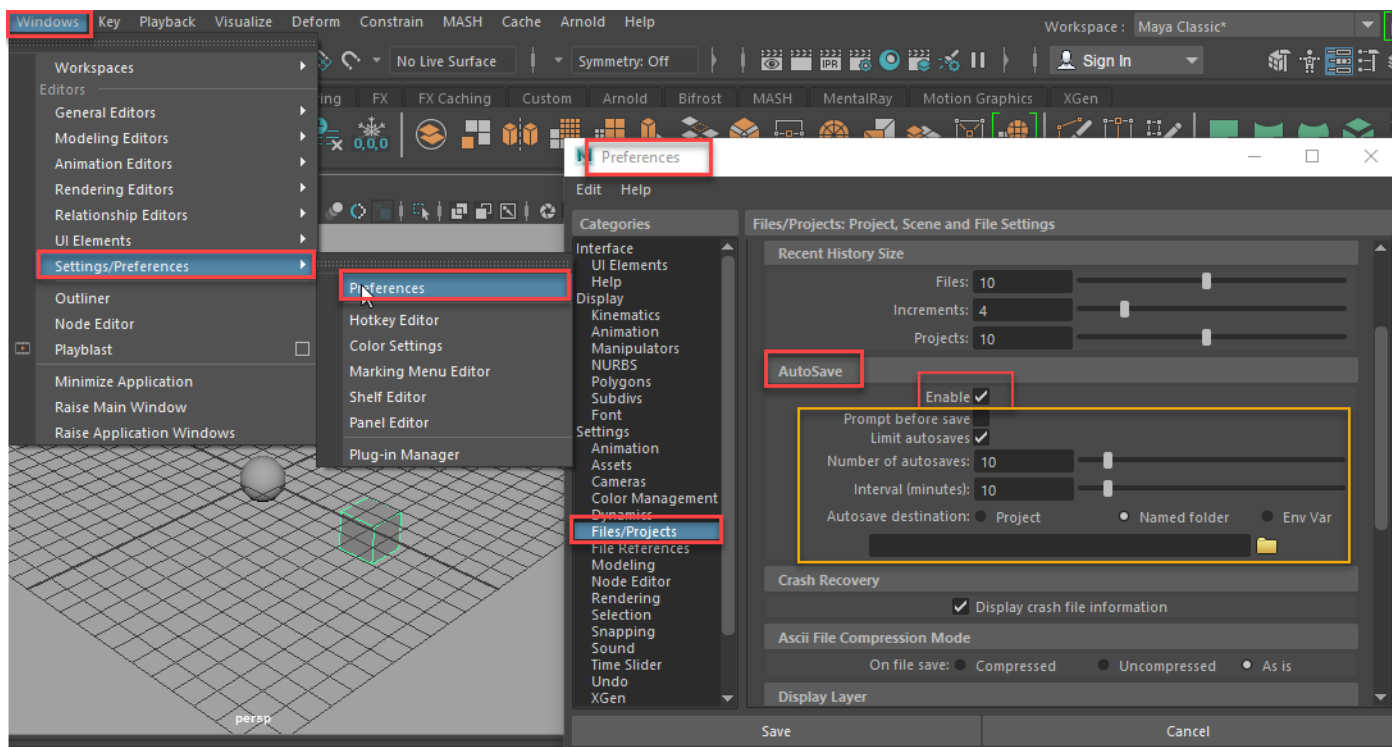 Windows Key Playback Visualize Deform Constrain MASH Cache Arnold Help
Workspace : Maya Classic*
No Live Surface Symmetry: Off IPR Sign In
FX FX Caching Custom Arnold Bifrost MASH MentalRay Motion Graphics XGen
0,0,0
Workspaces
Editors
General Editors
Modeling Editors
Animation Editors
Rendering Editors
Relationship Editors
UI Elements
Settings/Preferences
Outliner
Node Editor
Playblast
Minimize Application
Raise Main Window
Raise Application Windows
Preferences
Hotkey Editor
Color Settings
Marking Menu Editor
Shelf Editor
Panel Editor
Plug-in Manager
persp
Preferences
Edit Help
Categories
Interface
UI Elements
Help
Display
Kinematics
Animation
Manipulators
NURBS
Polygons
Subdivs
Font
Settings
Animation
Assets
Cameras
Color Management
Dynamics
Files/Projects
File References
Modeling
Node Editor
Rendering
Selection
Snapping
Sound
Time Slider
Undo
XGen
Files/Projects: Project, Scene and File Settings
Recent History Size
Files: 10
Increments: 4
Projects: 10
AutoSave
Enable
Prompt before save
Limit autosaves
Number of autosaves: 10
Interval (minutes): 10
Autosave destination: Project Named folder Env Var
Crash Recovery
Display crash file information
Ascii File Compression Mode
On file save: Compressed Uncompressed As is
Display Layer
Save Cancel